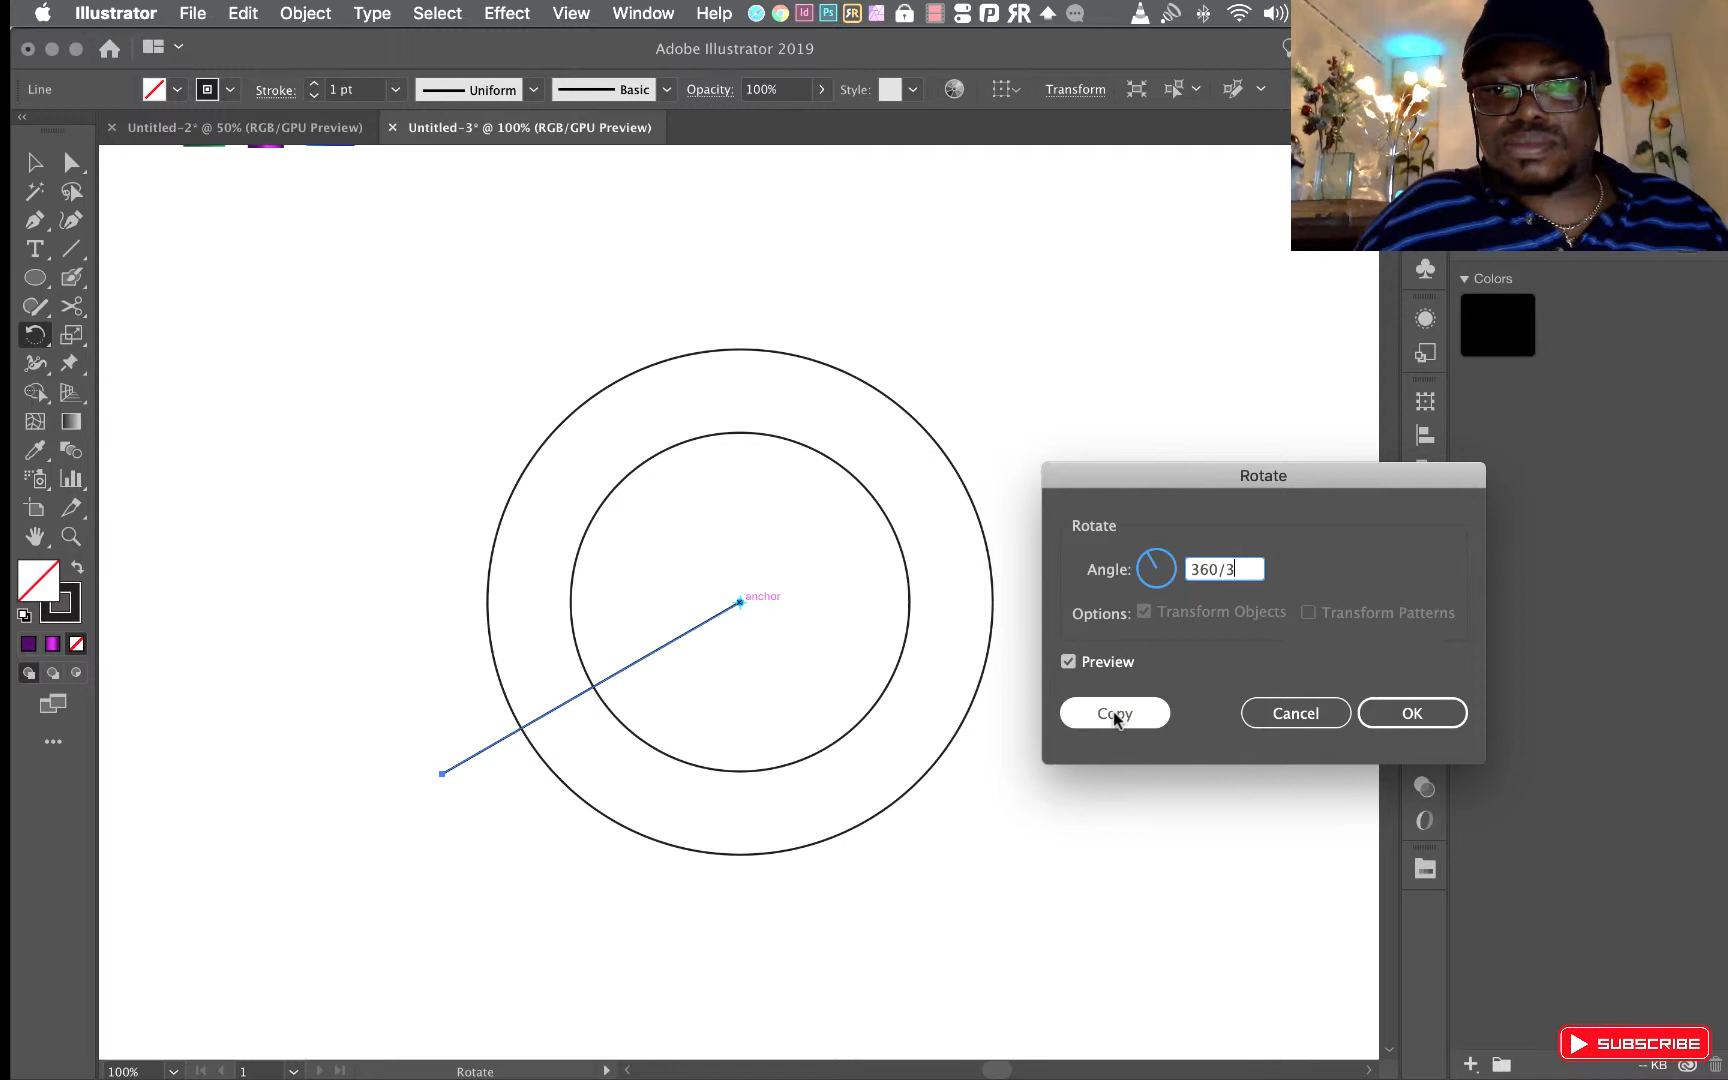 Illustrator File Edit Object Type Select Effect View Window Help
Adobe Illustrator 2019
Line Stroke: 1 pt Uniform Basic Opacity: 100% Style: Transform
Untitled-2* @ 50% (RGB/GPU Preview) Untitled-3* @ 100% (RGB/GPU Preview)
Colors
Rotate
Rotate
Angle: 360/3
anchor
Options: Transform Objects Transform Patterns
Preview
Copy Cancel OK
SUBSCRIBE
100% 1 Rotate -- KB